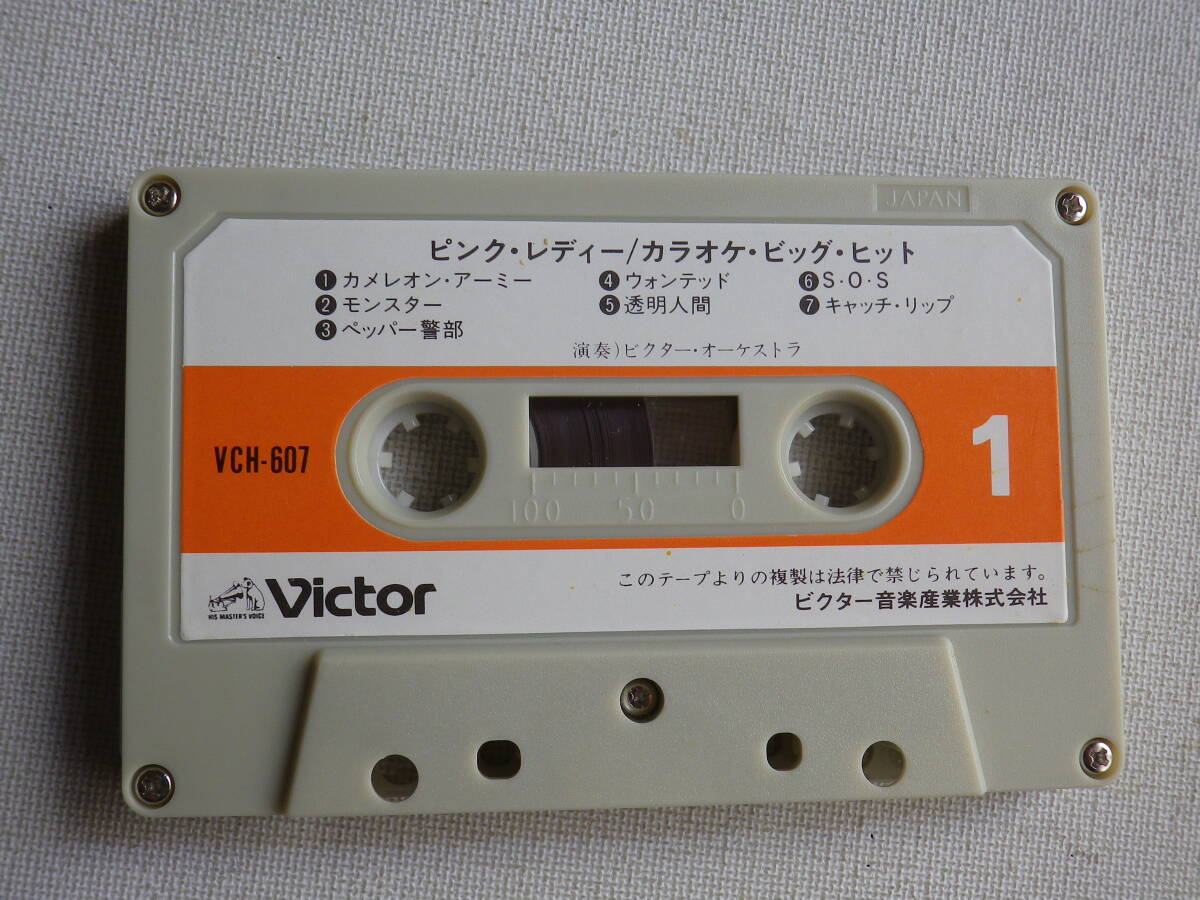 JAPAN
ピンク・レディー/カラオケ・ビッグ・ヒット
❶カメレオン・アーミー ❹ウォンテッド ❻S・O・S
❷モンスター ❺透明人間 ❼キャッチ・リップ
❸ペッパー警部
演奏)ビクター・オーケストラ
VCH-607
1
100 50 0
このテープよりの複製は法律で禁じられています。
Victor
ビクター音楽産業株式会社
HIS MASTER'S VOICE